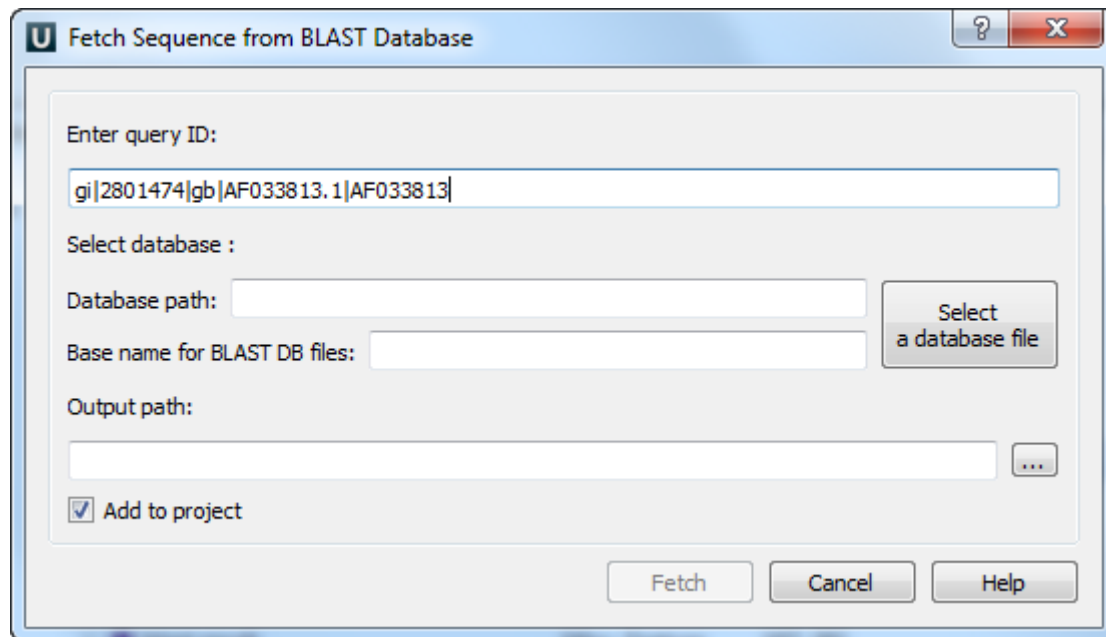 U Fetch Sequence from BLAST Database ?
Enter query ID:
gi|2801474|gb|AF033813.1|AF033813
Select database :
Database path:
Select
a database file
Base name for BLAST DB files:
Output path:
...
Add to project
Fetch Cancel Help